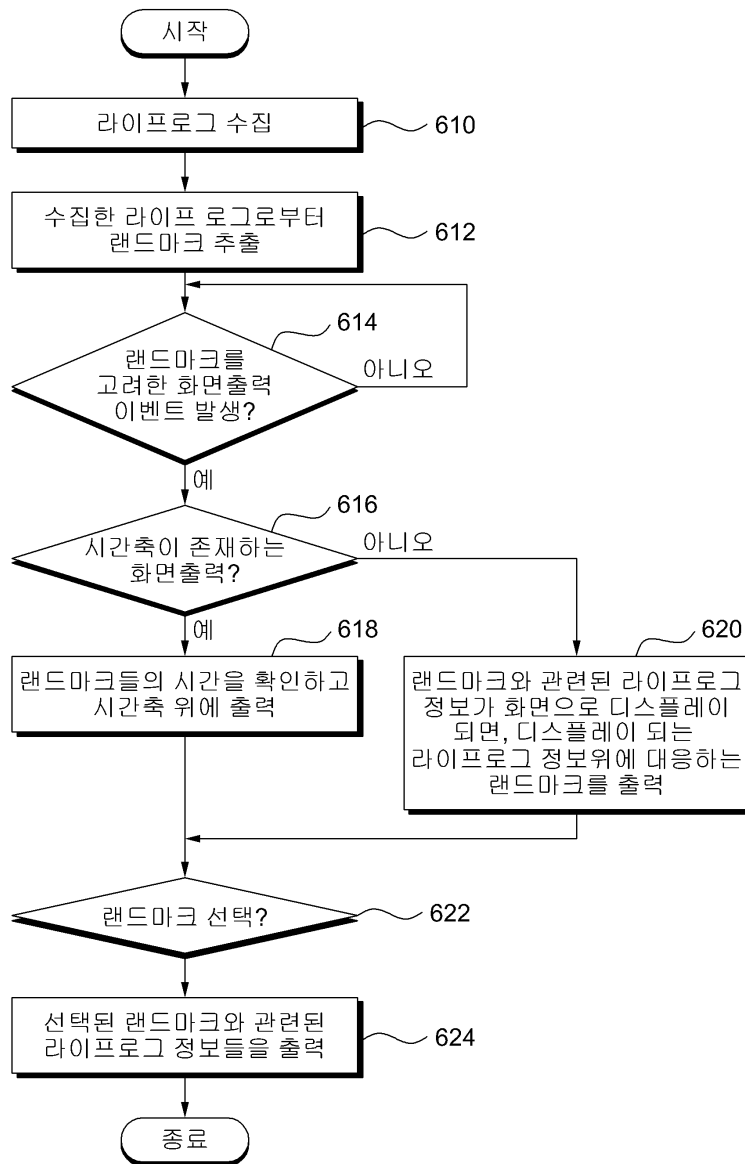 시작
라이프로그 수집
610
수집한 라이프 로그로부터
랜드마크 추출
612
614
랜드마크를
고려한 화면출력
이벤트 발생?
아니오
예
616
시간축이 존재하는
화면출력?
아니오
예
618
랜드마크들의 시간을 확인하고
시간축 위에 출력
620
랜드마크와 관련된 라이프로그
정보가 화면으로 디스플레이
되면, 디스플레이 되는
라이프로그 정보위에 대응하는
랜드마크를 출력
랜드마크 선택?
622
선택된 랜드마크와 관련된
라이프로그 정보들을 출력
624
종료